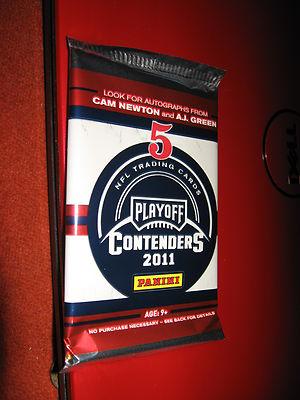 LOOK FOR AUTOGRAPHS FROM
CAM NEWTON and A.J. GREEN
5
NFL TRADING CARDS
PLAYOFF
CONTENDERS
2011
PANINI
AGE: 9+
NO PURCHASE NECESSARY - SEE BACK FOR DETAILS